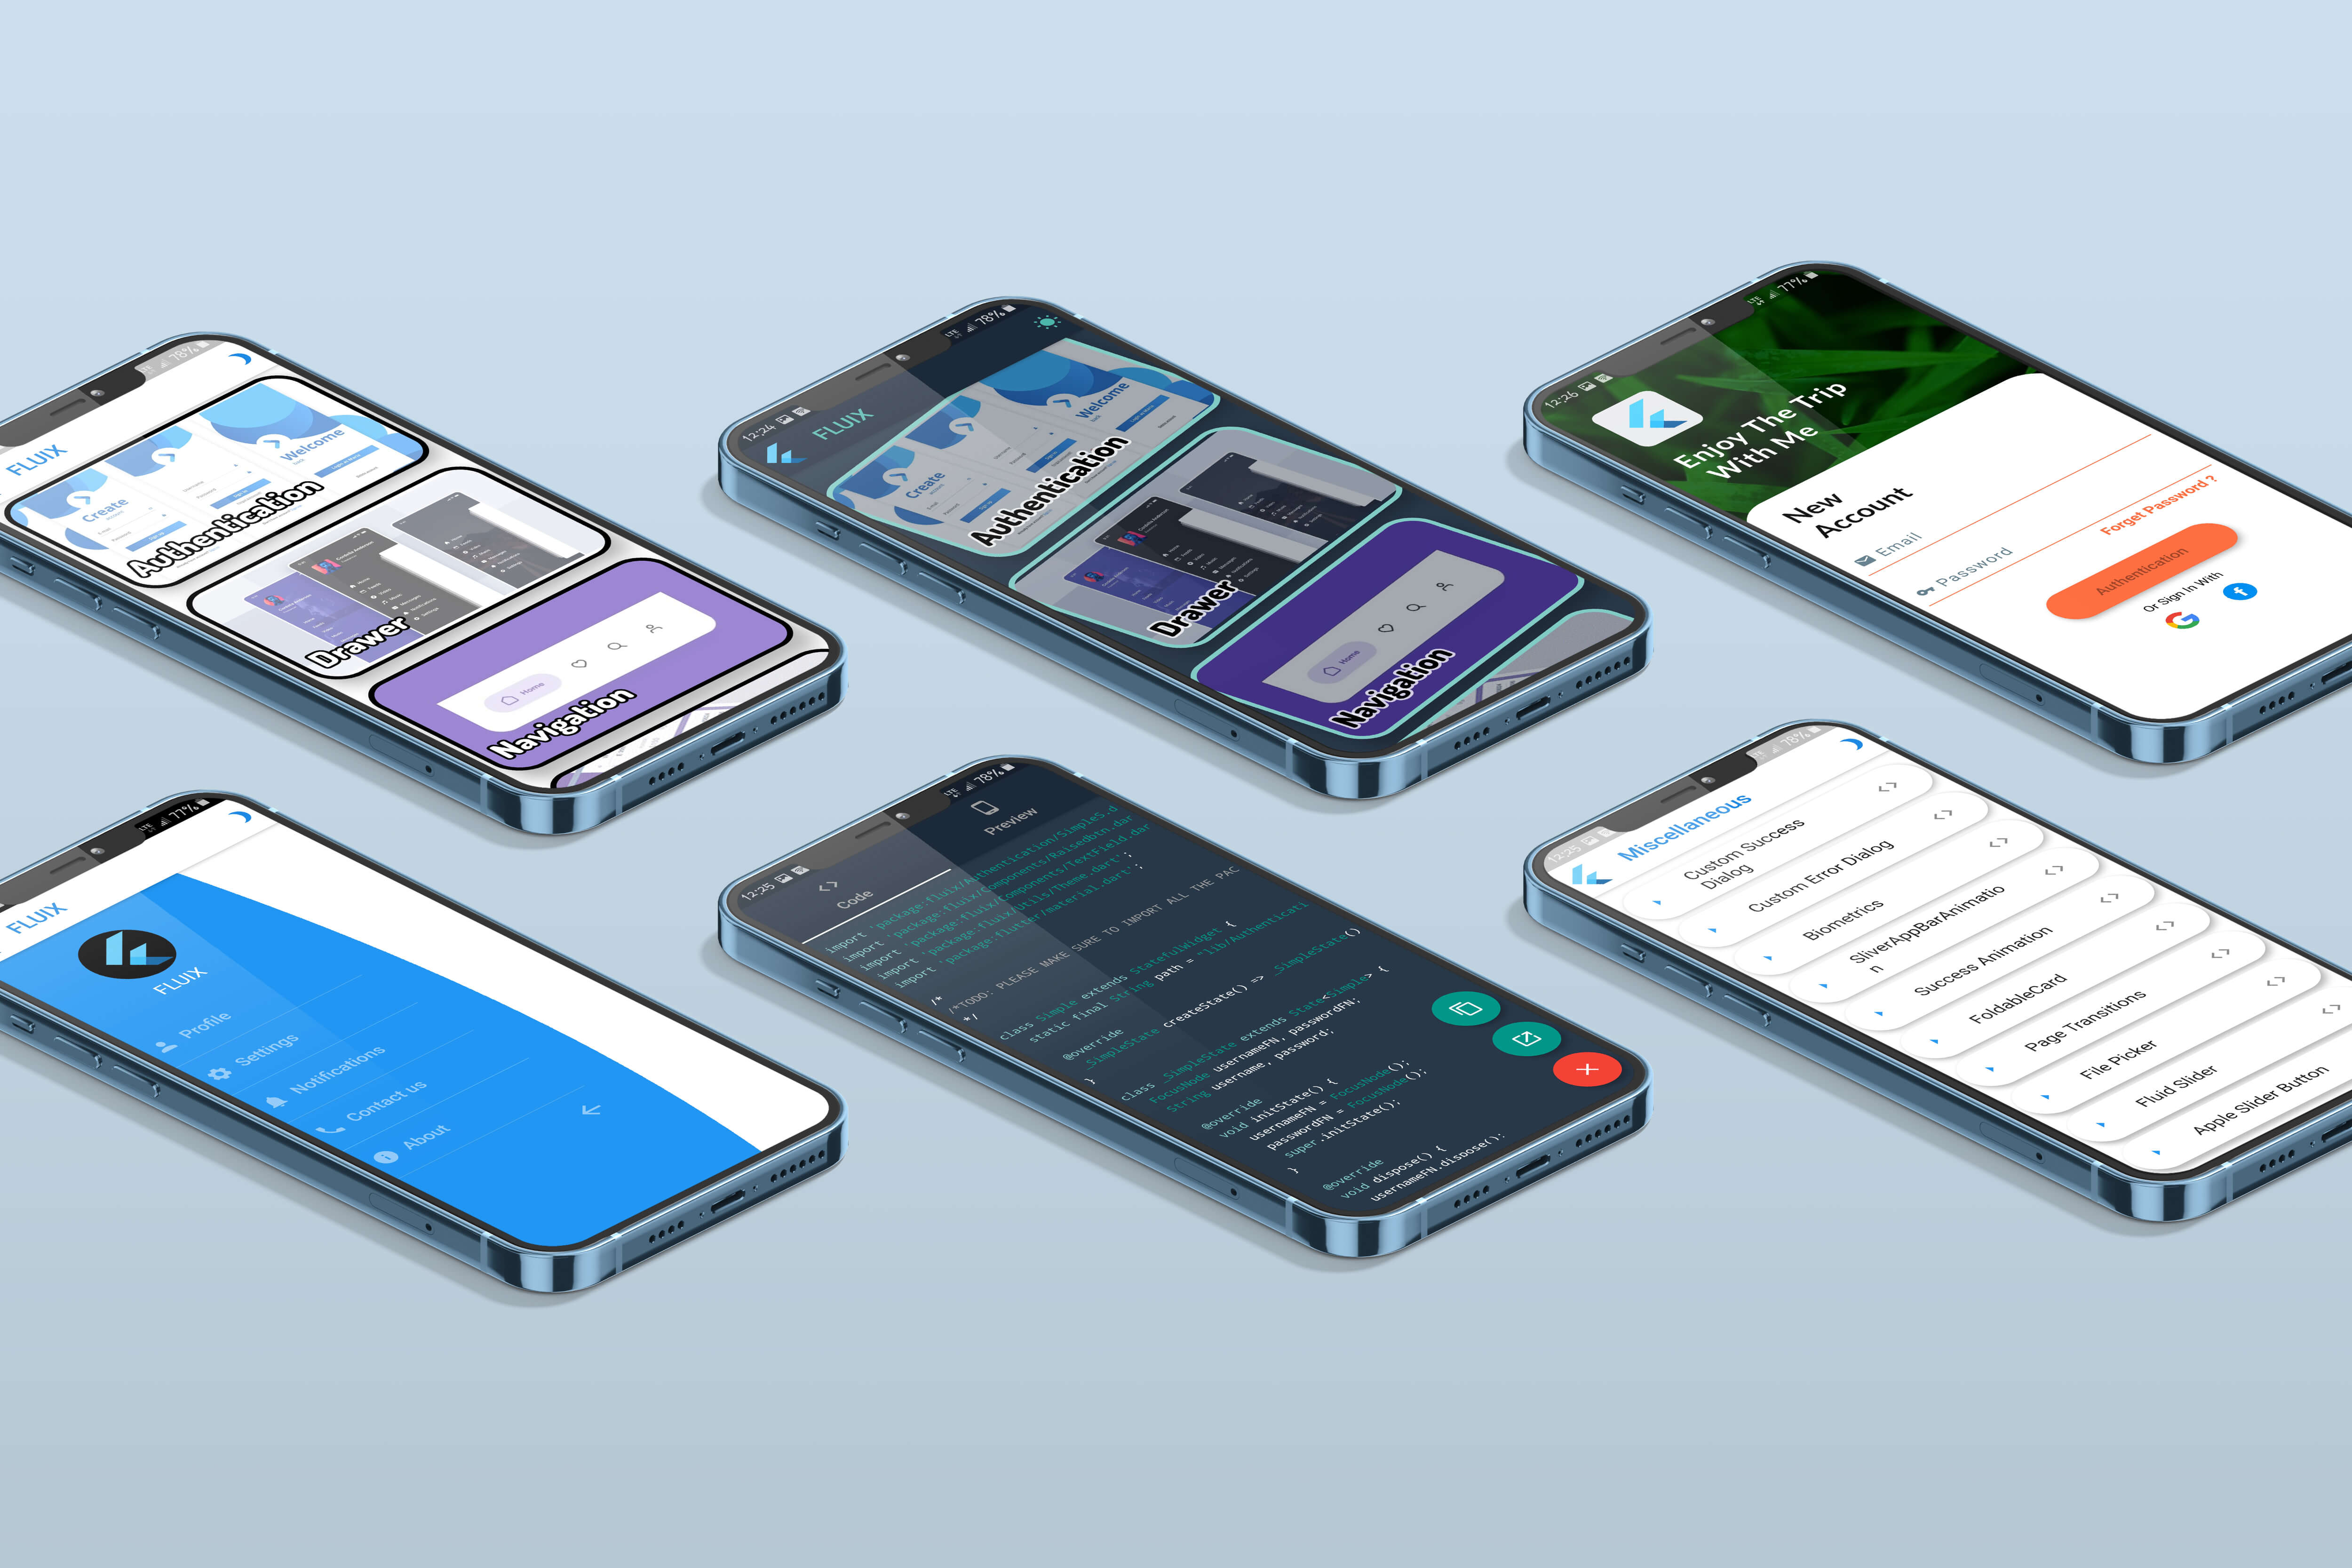 78%
FLUIX
Create
Welcome
Authentication
Drawer
Home
Navigation
12:24
LTE
78%
FLUIX
Create
Welcome
Authentication
Drawer
Home
Navigation
12:26
LTE
77%
Enjoy The Trip
With Me
New
Account
Email
Password
Forget Password ?
Authentication
Or Sign In With
LTE
77%
FLUIX
FLUIX
Profile
Settings
Notifications
Contact us
About
12:25
LTE
78%
Code
Preview
import 'package:fluix/Authentication/SimpleS.d
import 'package:fluix/Components/RaisedBtn.dar
import 'package:fluix/Components/TextField.dar
import 'package:fluix/Utils/Theme.dart';
import 'package:flutter/material.dart';
/*
/*TODO: PLEASE MAKE SURE TO IMPORT ALL THE PAC
*/
class Simple extends StatefulWidget {
static final String path = "lib/Authenticati
@override
_SimpleState createState() => _SimpleState()
}
class _SimpleState extends State<Simple> {
FocusNode usernameFN, passwordFN;
String username, password;
@override
void initState() {
usernameFN = FocusNode();
passwordFN = FocusNode();
super.initState();
}
@override
void dispose() {
usernameFN.dispose();
12:25
78%
Miscellaneous
Custom Success
Dialog
Custom Error Dialog
Biometrics
SliverAppBarAnimatio
n
Success Animation
FoldableCard
Page Transitions
File Picker
Fluid Slider
Apple Slider Button